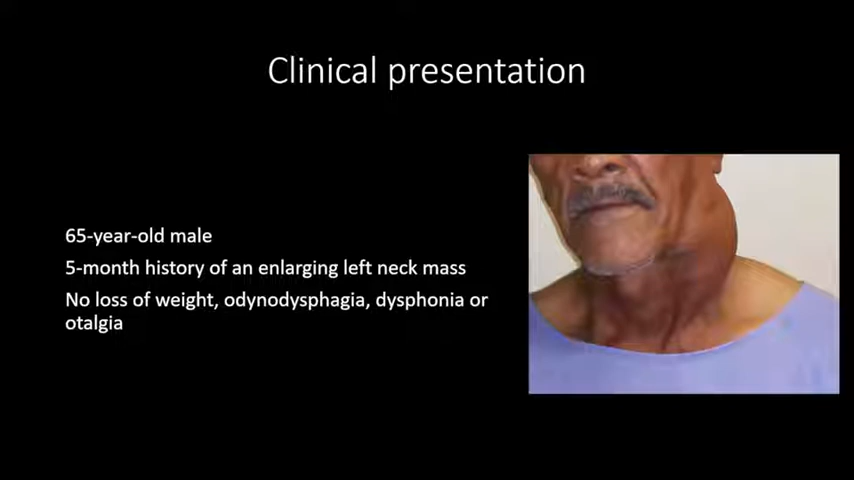 Clinical presentation
65-year-old male
5-month history of an enlarging left neck mass
No loss of weight, odynodysphagia, dysphonia or
otalgia